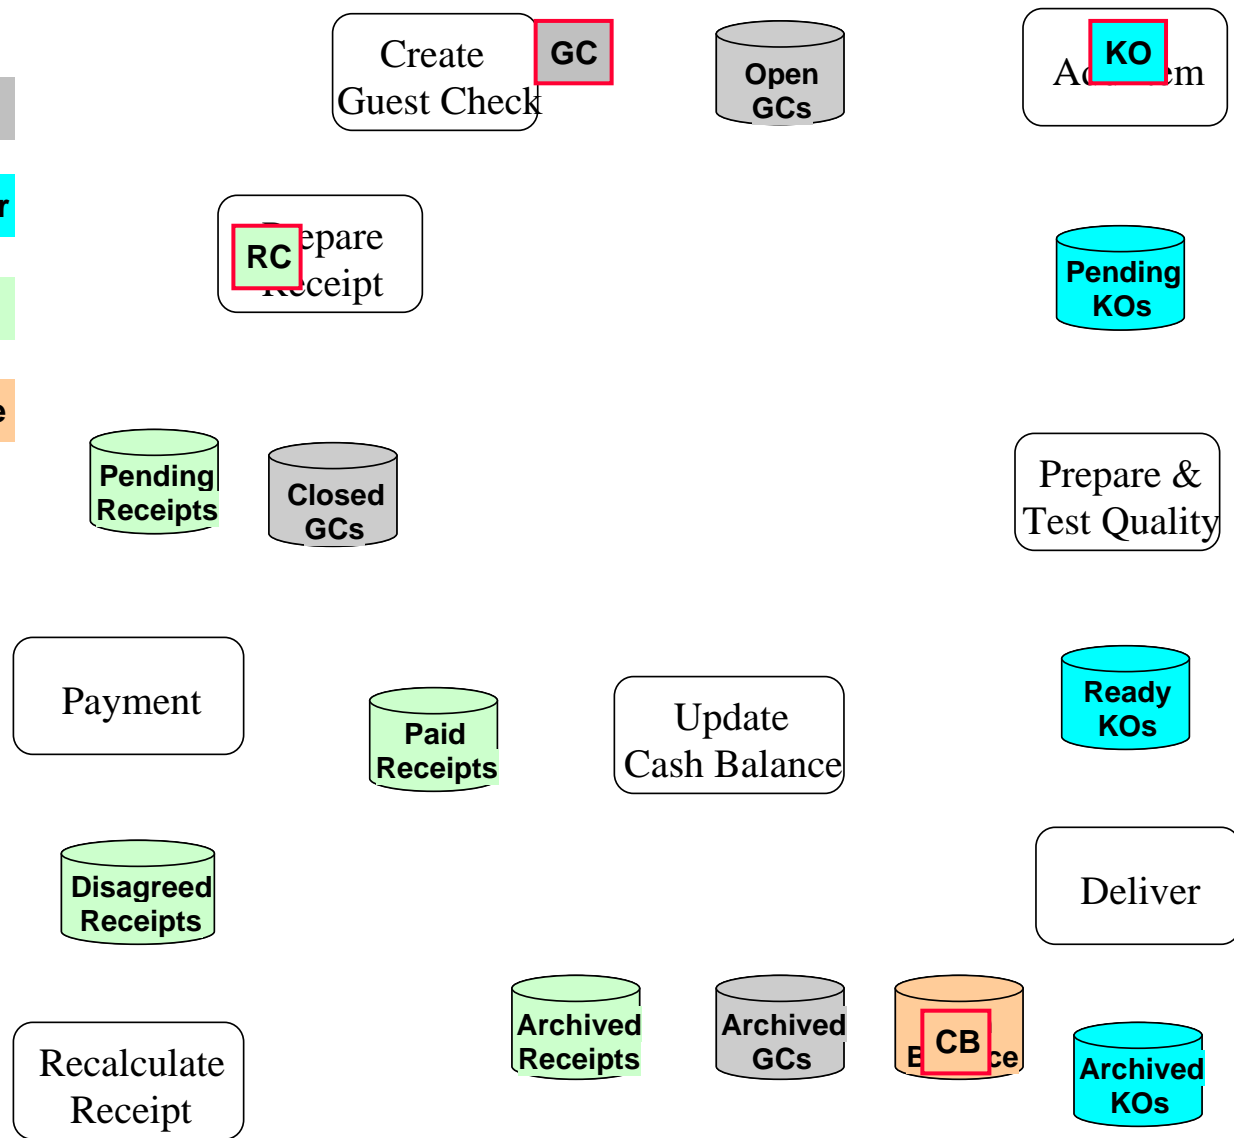 Create
Guest Check
GC
Open
GCs
KO
RC
Pending
KOs
Pending
Receipts
Closed
GCs
Prepare &
Test Quality
Payment
Paid
Receipts
Update
Cash Balance
Ready
KOs
Disagreed
Receipts
Deliver
Archived
Receipts
Archived
GCs
CB
Archived
KOs
Recalculate
Receipt